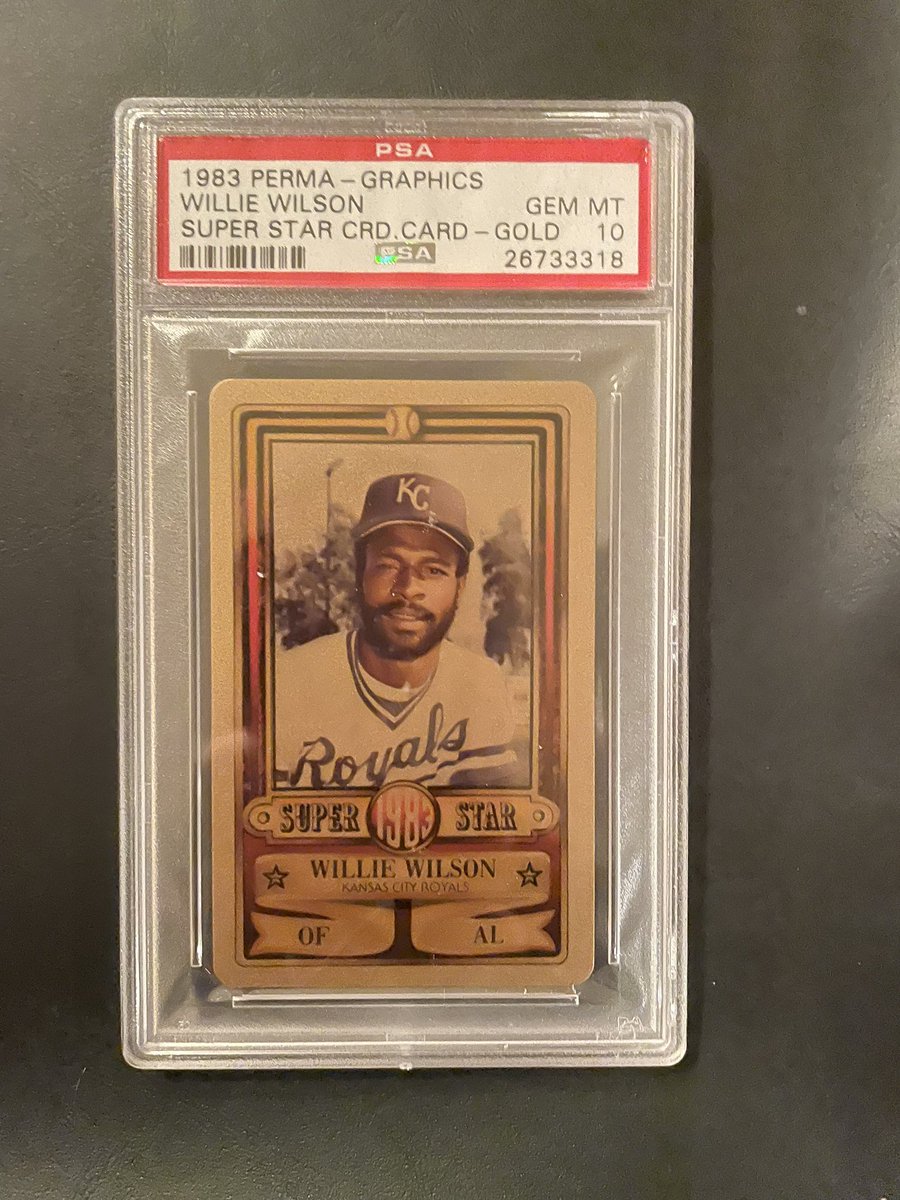 PSA
1983 PERMA-GRAPHICS
WILLIE WILSON GEM MT
SUPER STAR CRD.CARD-GOLD 10
PSA 26733318
KC
Royals
SUPER 1983 STAR
WILLIE WILSON
KANSAS CITY ROYALS
OF AL